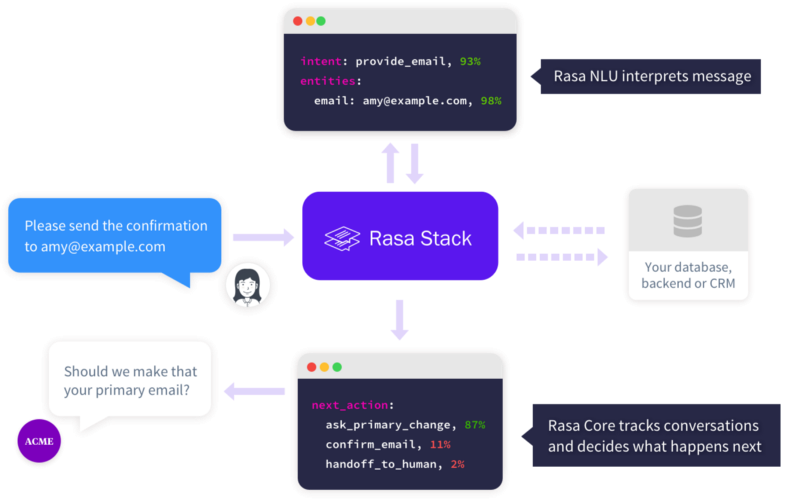 intent: provide_email, 93%
entities:
email: amy@example.com, 98%
Rasa NLU interprets message
Please send the confirmation
to amy@example.com
Rasa Stack
Your database,
backend or CRM
Should we make that
your primary email?
ACME
next_action:
ask_primary_change, 87%
confirm_email, 11%
handoff_to_human, 2%
Rasa Core tracks conversations
and decides what happens next